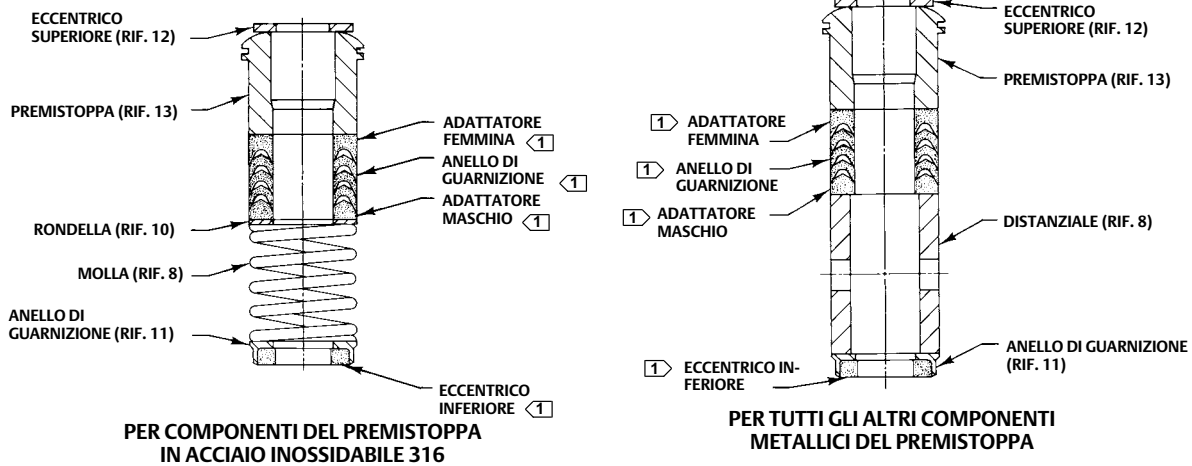 ECCENTRICO
SUPERIORE (RIF. 12)
PREMISTOPPA (RIF. 13)
ADATTATORE
FEMMINA 1
ANELLO DI
GUARNIZIONE 1
ADATTATORE
MASCHIO 1
RONDELLA (RIF. 10)
MOLLA (RIF. 8)
ANELLO DI
GUARNIZIONE (RIF. 11)
ECCENTRICO
INFERIORE 1
PER COMPONENTI DEL PREMISTOPPA
IN ACCIAIO INOSSIDABILE 316
ECCENTRICO
SUPERIORE (RIF. 12)
PREMISTOPPA (RIF. 13)
1 ADATTATORE
FEMMINA
1 ANELLO DI
GUARNIZIONE
1 ADATTATORE
MASCHIO
DISTANZIALE (RIF. 8)
1 ECCENTRICO IN-
FERIORE
ANELLO DI GUARNIZIONE
(RIF. 11)
PER TUTTI GLI ALTRI COMPONENTI
METALLICI DEL PREMISTOPPA